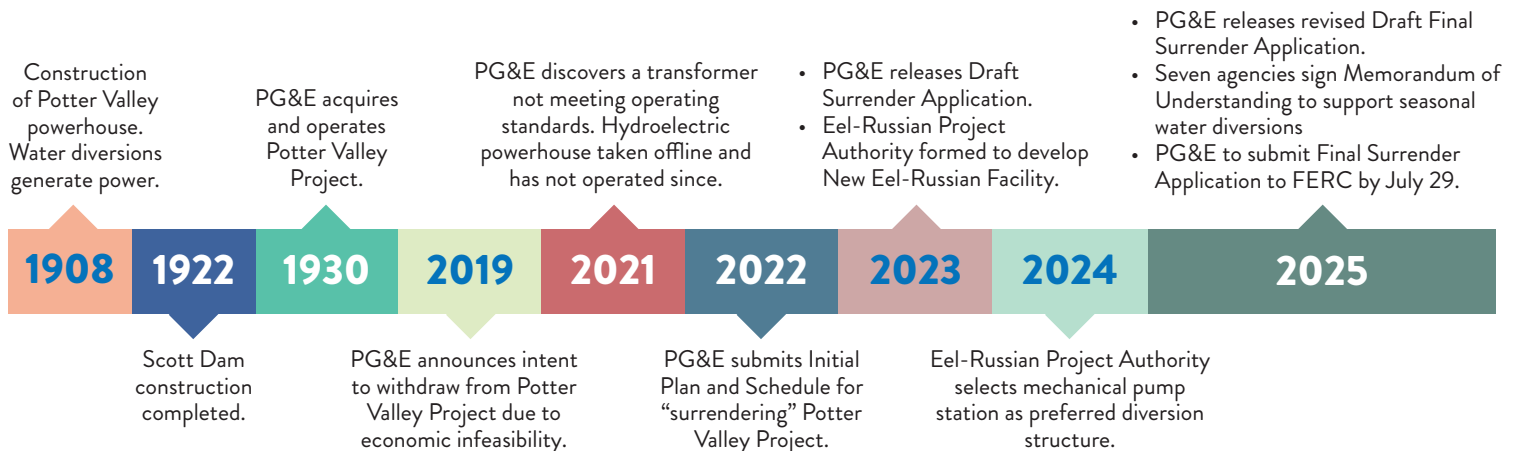 Construction
of Potter Valley
powerhouse.
Water diversions
generate power.
PG&E acquires
and operates
Potter Valley
Project.
PG&E discovers a transformer
not meeting operating
standards. Hydroelectric
powerhouse taken offline and
has not operated since.
• PG&E releases Draft
Surrender Application.
• Eel-Russian Project
Authority formed to develop
New Eel-Russian Facility.
• PG&E releases revised Draft Final
Surrender Application.
• Seven agencies sign Memorandum of
Understanding to support seasonal
water diversions
• PG&E to submit Final Surrender
Application to FERC by July 29.
1908 1922 1930 2019 2021 2022 2023 2024 2025
Scott Dam
construction
completed.
PG&E announces intent
to withdraw from Potter
Valley Project due to
economic infeasibility.
PG&E submits Initial
Plan and Schedule for
“surrendering” Potter
Valley Project.
Eel-Russian Project Authority
selects mechanical pump
station as preferred diversion
structure.